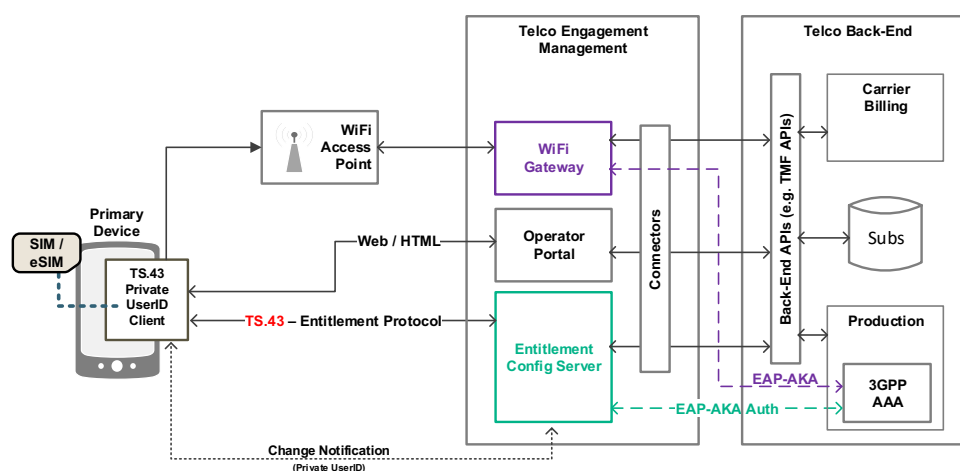 Telco Engagement
Management
Telco Back-End
WiFi
Access
Point
WiFi
Gateway
Carrier
Billing
Primary
Device
SIM /
eSIM
TS.43
Private
UserID
Client
Web / HTML
Operator
Portal
Connectors
Back-End APIs (e.g. TMF APIs)
Subs
TS.43 – Entitlement Protocol
Entitlement
Config Server
Production
3GPP
AAA
EAP-AKA
EAP-AKA Auth
Change Notification
(Private UserID)